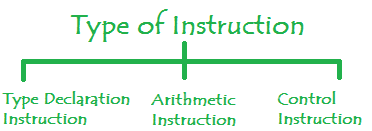 Type of Instruction
Type Declaration
Instruction
Arithmetic
Instruction
Control
Instruction